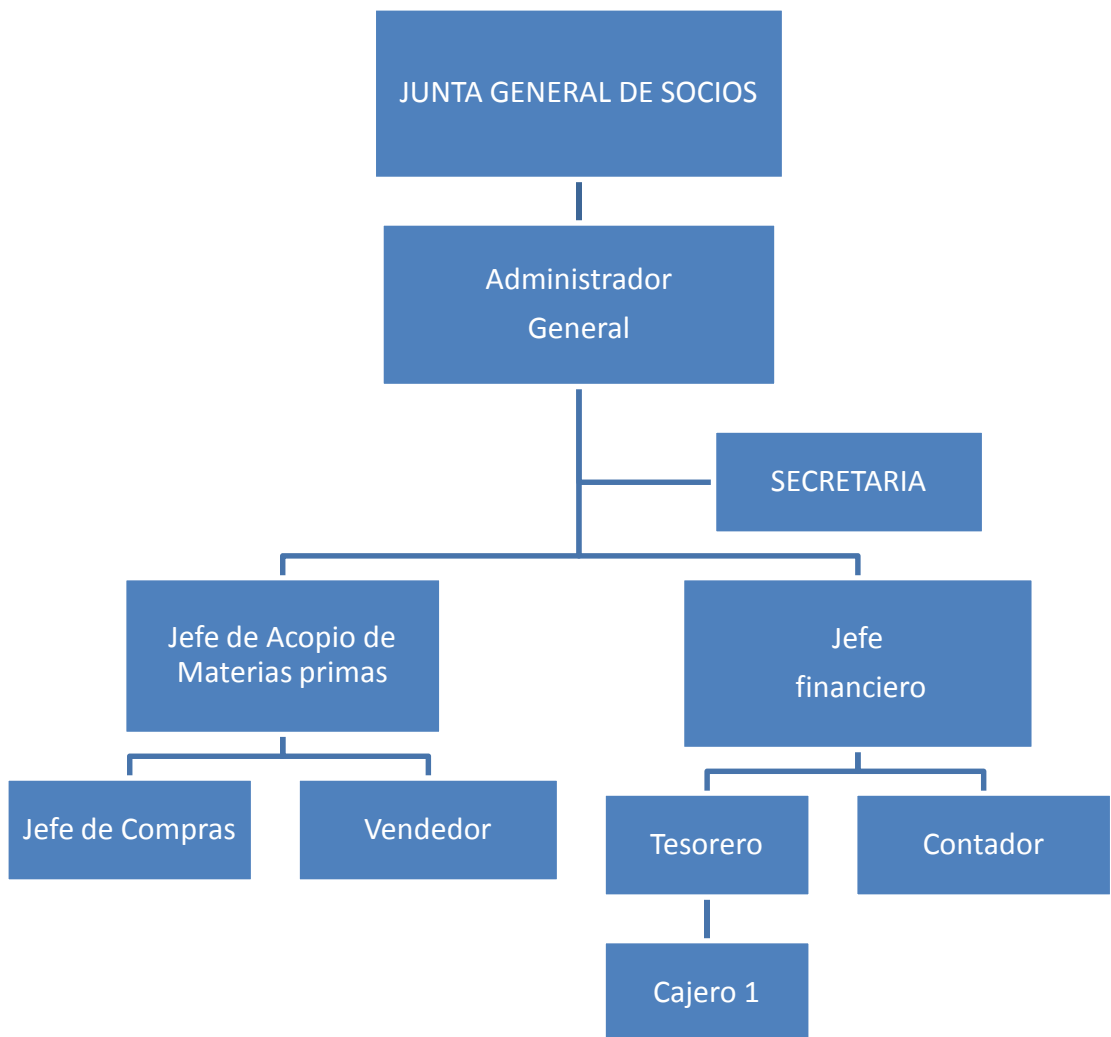 JUNTA GENERAL DE SOCIOS
Administrador
General
SECRETARIA
Jefe de Acopio de
Materias primas
Jefe
financiero
Jefe de Compras
Vendedor
Tesorero
Contador
Cajero 1